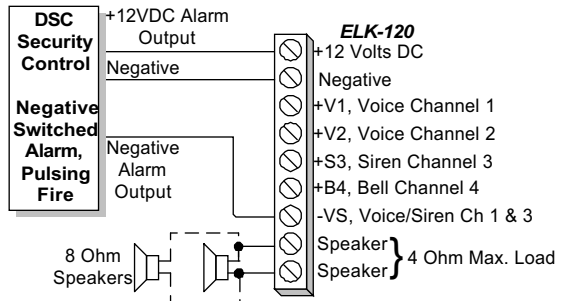 DSC
Security
Control
Negative
Switched
Alarm,
Pulsing
Fire
+12VDC Alarm
Output
Negative
Negative
Alarm
Output
8 Ohm
Speakers
ELK-120
+12 Volts DC
Negative
+V1, Voice Channel 1
+V2, Voice Channel 2
+S3, Siren Channel 3
+B4, Bell Channel 4
-VS, Voice/Siren Ch 1 & 3
Speaker
Speaker
4 Ohm Max. Load